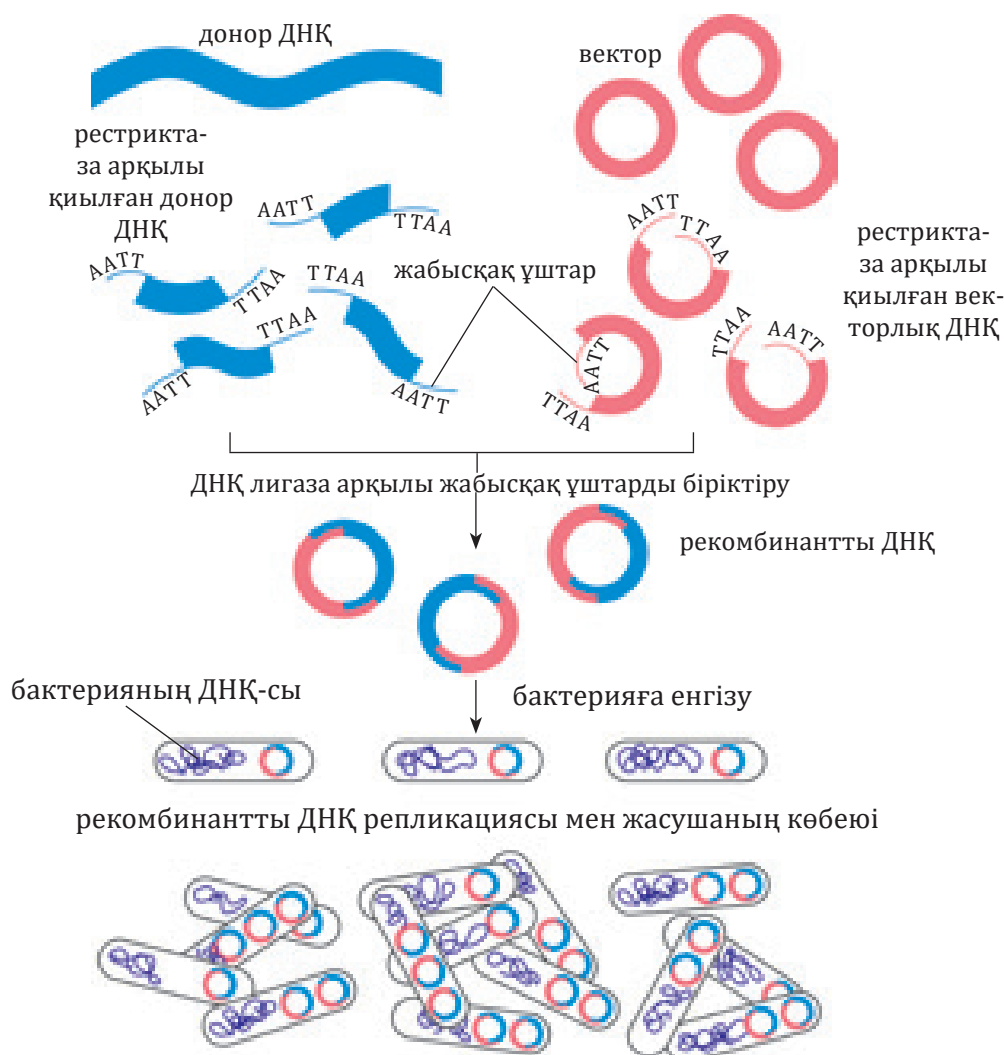 донор ДНҚ
вектор
рестрикта-
за арқылы
қиылған донор
ДНҚ
AATT
TTAA
AATT
TTAA
TTAA
AATT
TTAA
AATT
жабысқақ ұштар
AATT
TTAA
TTAA
AATT
AATT
TTAA
рестрикта-
за арқылы
қиылған век-
торлық ДНҚ
ДНҚ лигаза арқылы жабысқақ ұштарды біріктіру
рекомбинантты ДНҚ
бактерияның ДНҚ-сы
бактерияға енгізу
рекомбинантты ДНҚ репликациясы мен жасушаның көбеюі